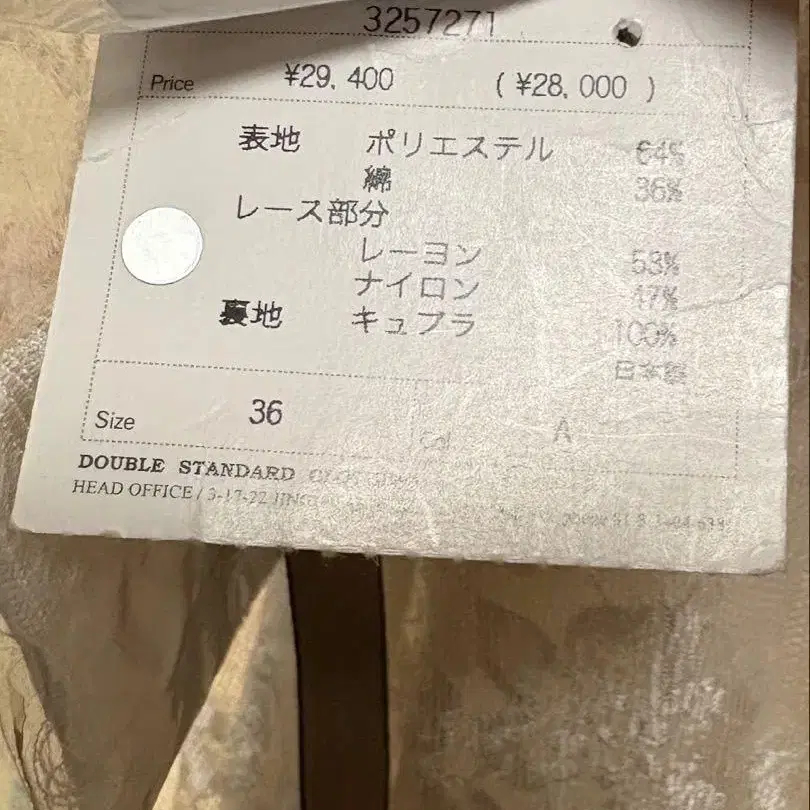 3257271
Price ¥29,400 (¥28,000)
表地 ポリエステル 64%
綿 36%
レース部分
レーヨン 53%
ナイロン 47%
裏地 キュプラ 100%
日本製
Size 36 Col A
DOUBLE STANDARD CLOTHING
HEAD OFFICE / 3-17-22 JING